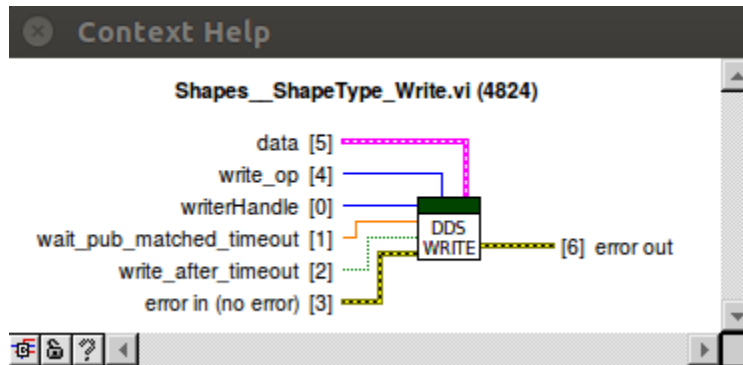 Context Help
Shapes__ShapeType_Write.vi (4824)
data [5]
write_op [4]
writerHandle [0]
wait_pub_matched_timeout [1]
write_after_timeout [2]
error in (no error) [3]
DDS
WRITE
[6] error out
?